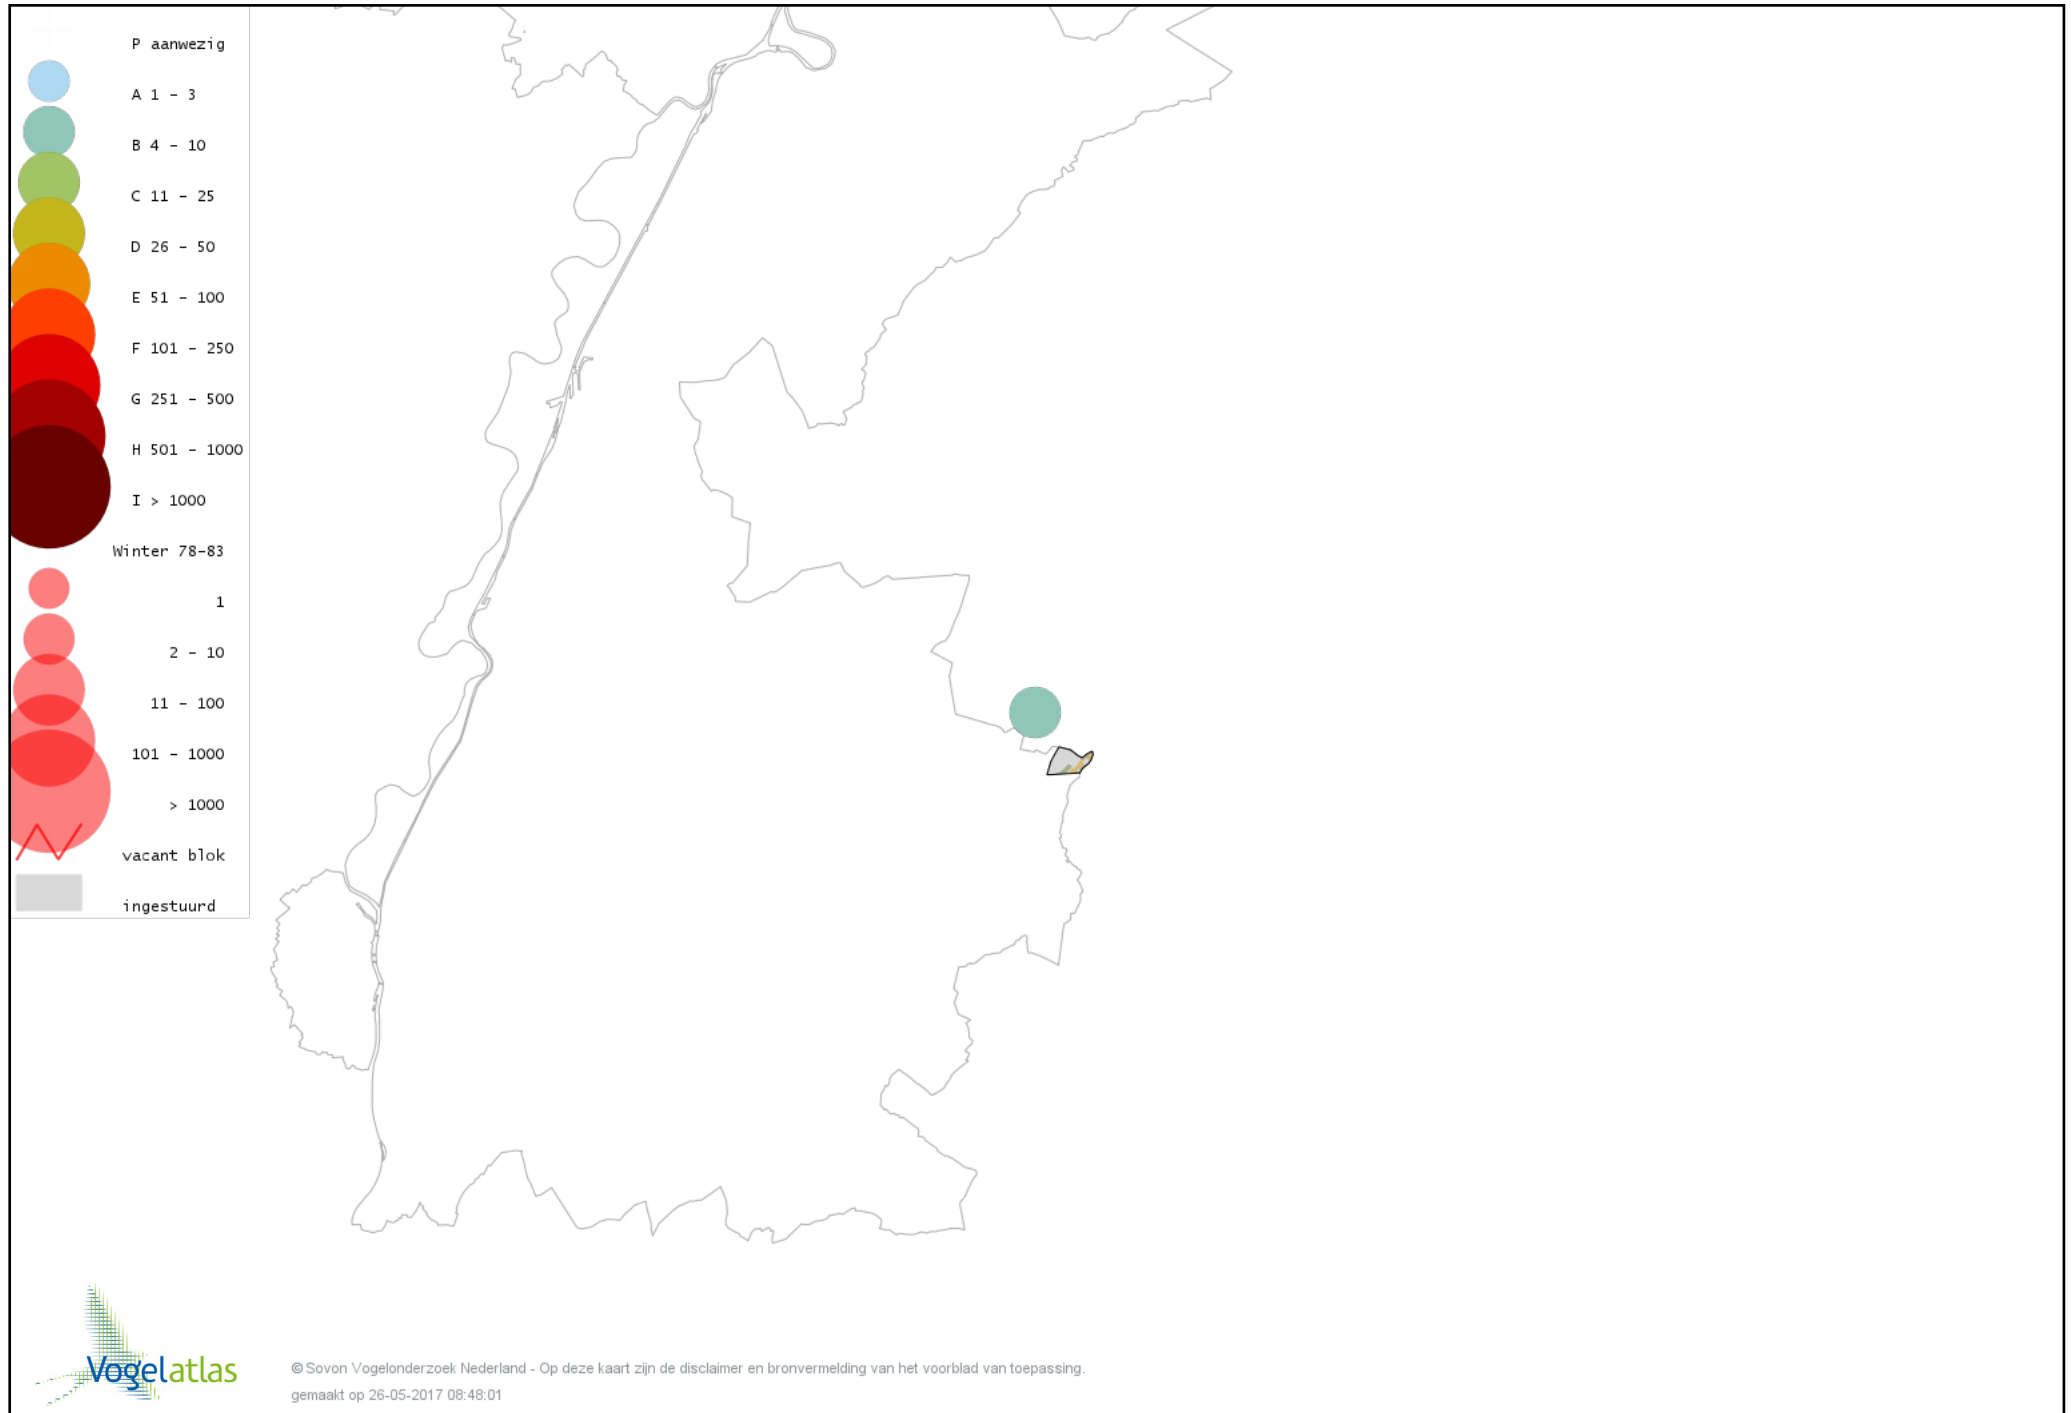 P aanwezig
A 1 - 3
B 4 - 10
C 11 - 25
D 26 - 50
E 51 - 100
F 101 - 250
G 251 - 500
H 501 - 1000
I > 1000
Winter 78-83
1
2 - 10
11 - 100
101 - 1000
> 1000
vacant blok
ingestuurd
Vogelatlas
© Sovon Vogelonderzoek Nederland - Op deze kaart zijn de disclaimer en bronvermelding van het voorblad van toepassing.
gemaakt op 26-05-2017 08:48:01